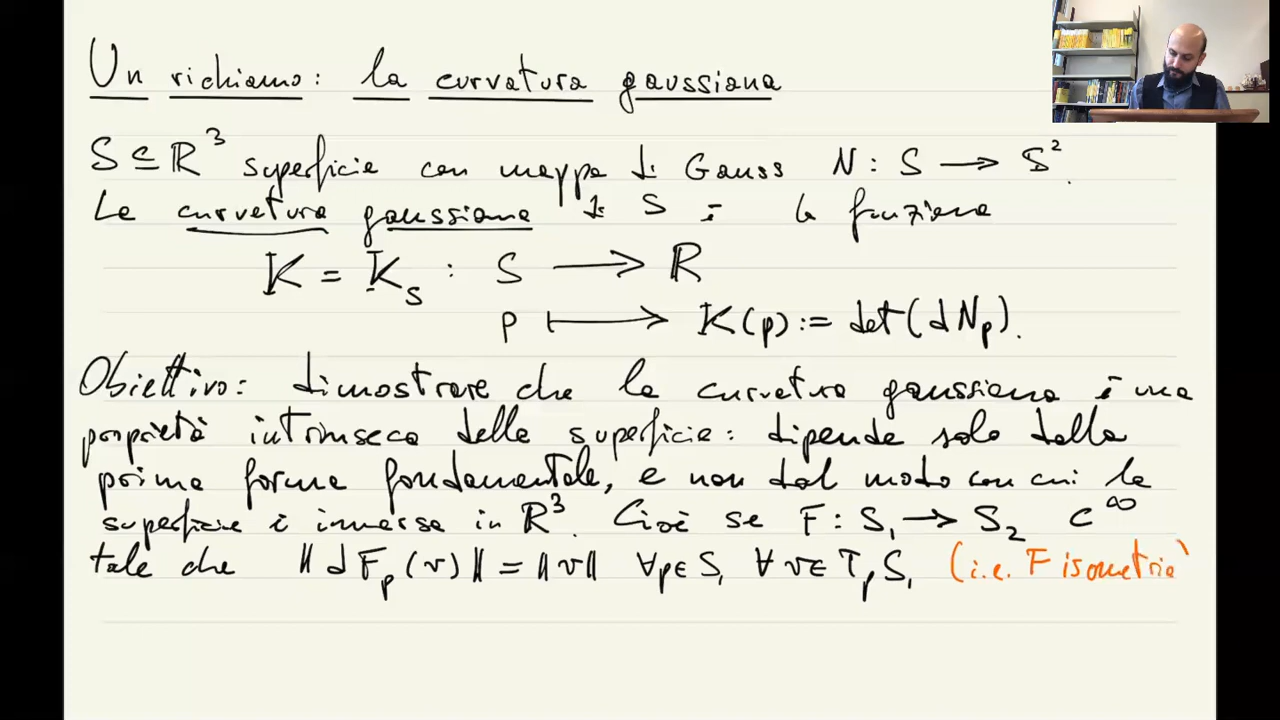 Un richiamo: la curvatura gaussiana
S ⊆ ℝ³ superficie con mappa di Gauss N : S → S²
La curvatura gaussiana di S è la funzione
K = K_S : S → ℝ
p ↦ K(p) := det(dN_p).
Obiettivo: dimostrare che la curvatura gaussiana è una
proprietà intrinseca della superficie: dipende solo dalla
prima forma fondamentale, e non dal modo con cui la
superficie è immersa in ℝ³. Cioè se F : S₁ → S₂ C^∞
tale che ‖dF_p(v)‖ = ‖v‖ ∀p∈S₁ ∀v∈T_pS₁ (i.e. F isometria